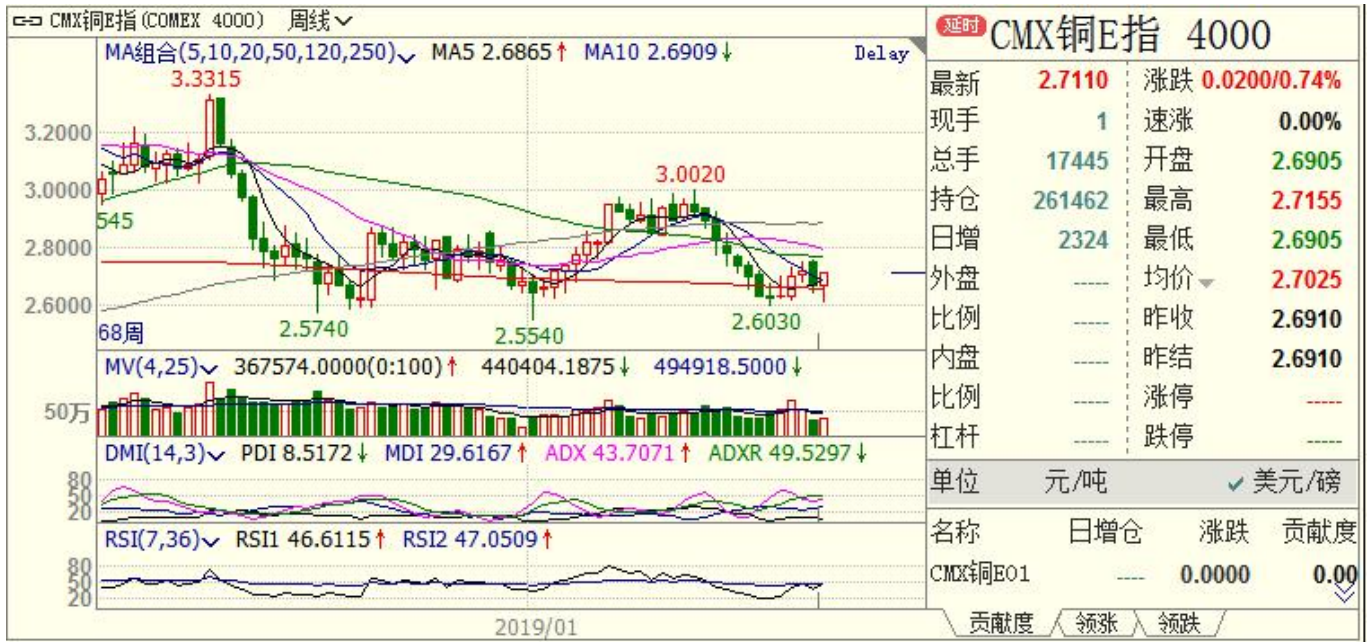 CMX铜E指(COMEX 4000) 周线
MA组合(5,10,20,50,120,250) MA5 2.6865↑ MA10 2.6909↓ Delay
3.3315
3.2000
3.0020
3.0000
545
2.8000
2.6000
2.6030
68周
2.5740
2.5540
MV(4,25) 367574.0000(0:100)↑ 440404.1875↓ 494918.5000↓
50万
DMI(14,3) PDI 8.5172↓ MDI 29.6167↑ ADX 43.7071↑ ADXR 49.5297↓
80
50
20
RSI(7,36) RSI1 46.6115↑ RSI2 47.0509↑
80
50
20
2019/01
延时 CMX铜E指 4000
最新 2.7110 涨跌 0.0200/0.74%
现手 1 速涨 0.00%
总手 17445 开盘 2.6905
持仓 261462 最高 2.7155
日增 2324 最低 2.6905
外盘 ---- 均价 2.7025
比例 ---- 昨收 2.6910
内盘 ---- 昨结 2.6910
比例 ---- 涨停 ----
杠杆 ---- 跌停 ----
单位 元/吨 ✓ 美元/磅
名称 日增仓 涨跌 贡献度
CMX铜E01 ---- 0.0000 0.00
贡献度 领涨 领跌